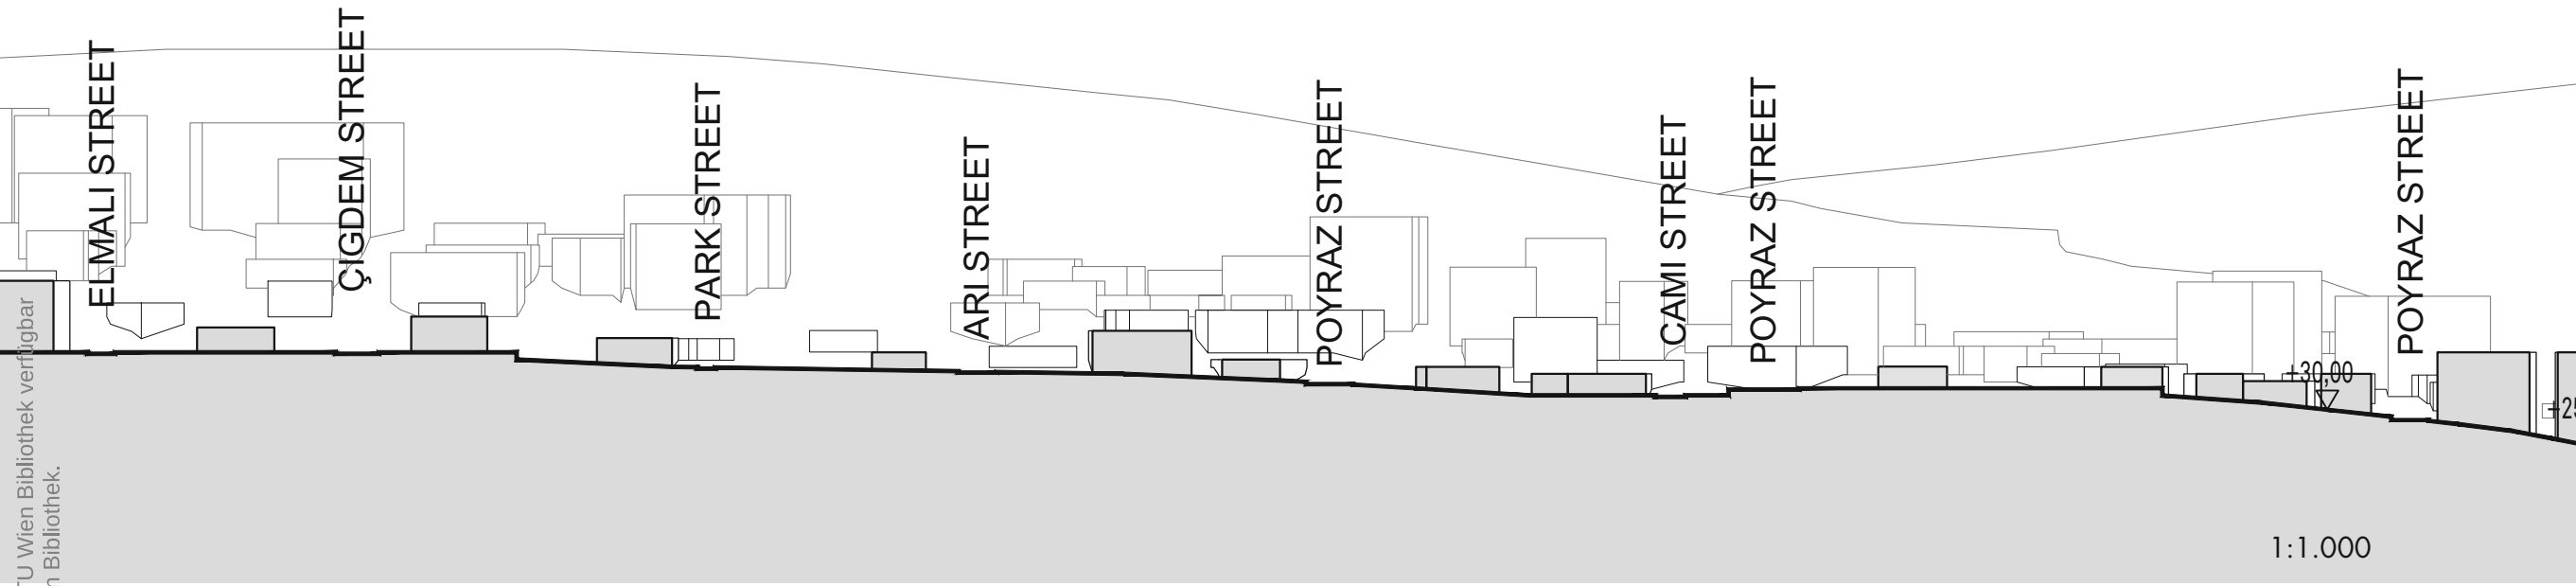 ELMALI STREET
ÇIGDEM STREET
PARK STREET
ARI STREET
POYRAZ STREET
CAMI STREET
POYRAZ STREET
POYRAZ STREET
+30,00
TU Wien Bibliothek verfügbar
Bibliothek.
1:1.000